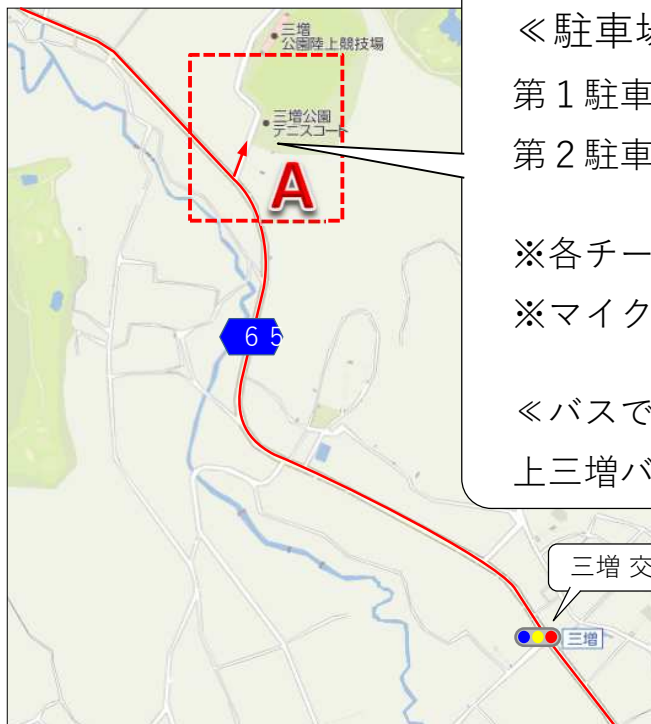 三増
公園陸上競技場
三増公園
テニスコート
A
65
≪駐車場
第1駐車
第2駐車
※各チー
※マイク
≪バスで
上三増バ
三増 交
三増